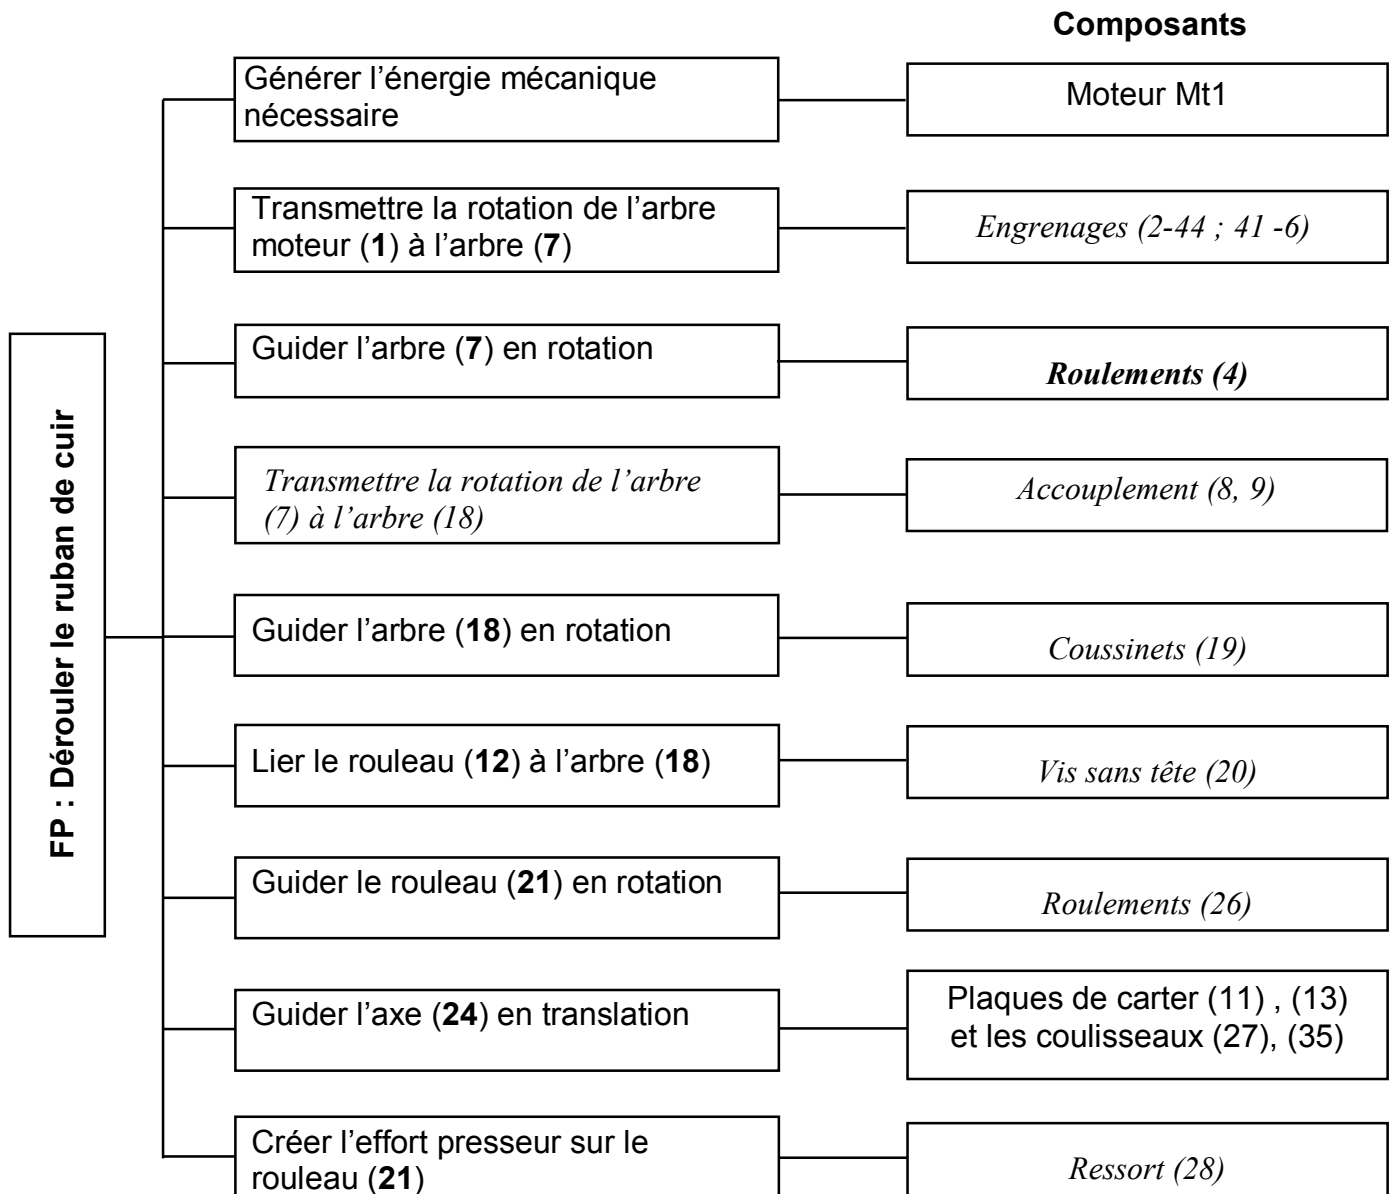 Composants
FP : Dérouler le ruban de cuir
Générer l’énergie mécanique
nécessaire
Moteur Mt1
Transmettre la rotation de l’arbre
moteur (1) à l’arbre (7)
Engrenages (2-44 ; 41 -6)
Guider l’arbre (7) en rotation
Roulements (4)
Transmettre la rotation de l’arbre
(7) à l’arbre (18)
Accouplement (8, 9)
Guider l’arbre (18) en rotation
Coussinets (19)
Lier le rouleau (12) à l’arbre (18)
Vis sans tête (20)
Guider le rouleau (21) en rotation
Roulements (26)
Guider l’axe (24) en translation
Plaques de carter (11) , (13)
et les coulisseaux (27), (35)
Créer l’effort presseur sur le
rouleau (21)
Ressort (28)